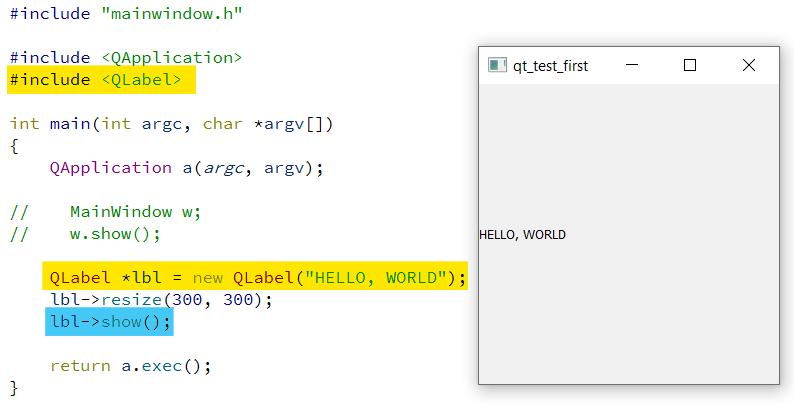 #include "mainwindow.h"
#include <QApplication>
#include <QLabel>
int main(int argc, char *argv[])
{
    QApplication a(argc, argv);
//    MainWindow w;
//    w.show();
    QLabel *lbl = new QLabel("HELLO, WORLD");
    lbl->resize(300, 300);
    lbl->show();
    return a.exec();
}
qt_test_first
HELLO, WORLD